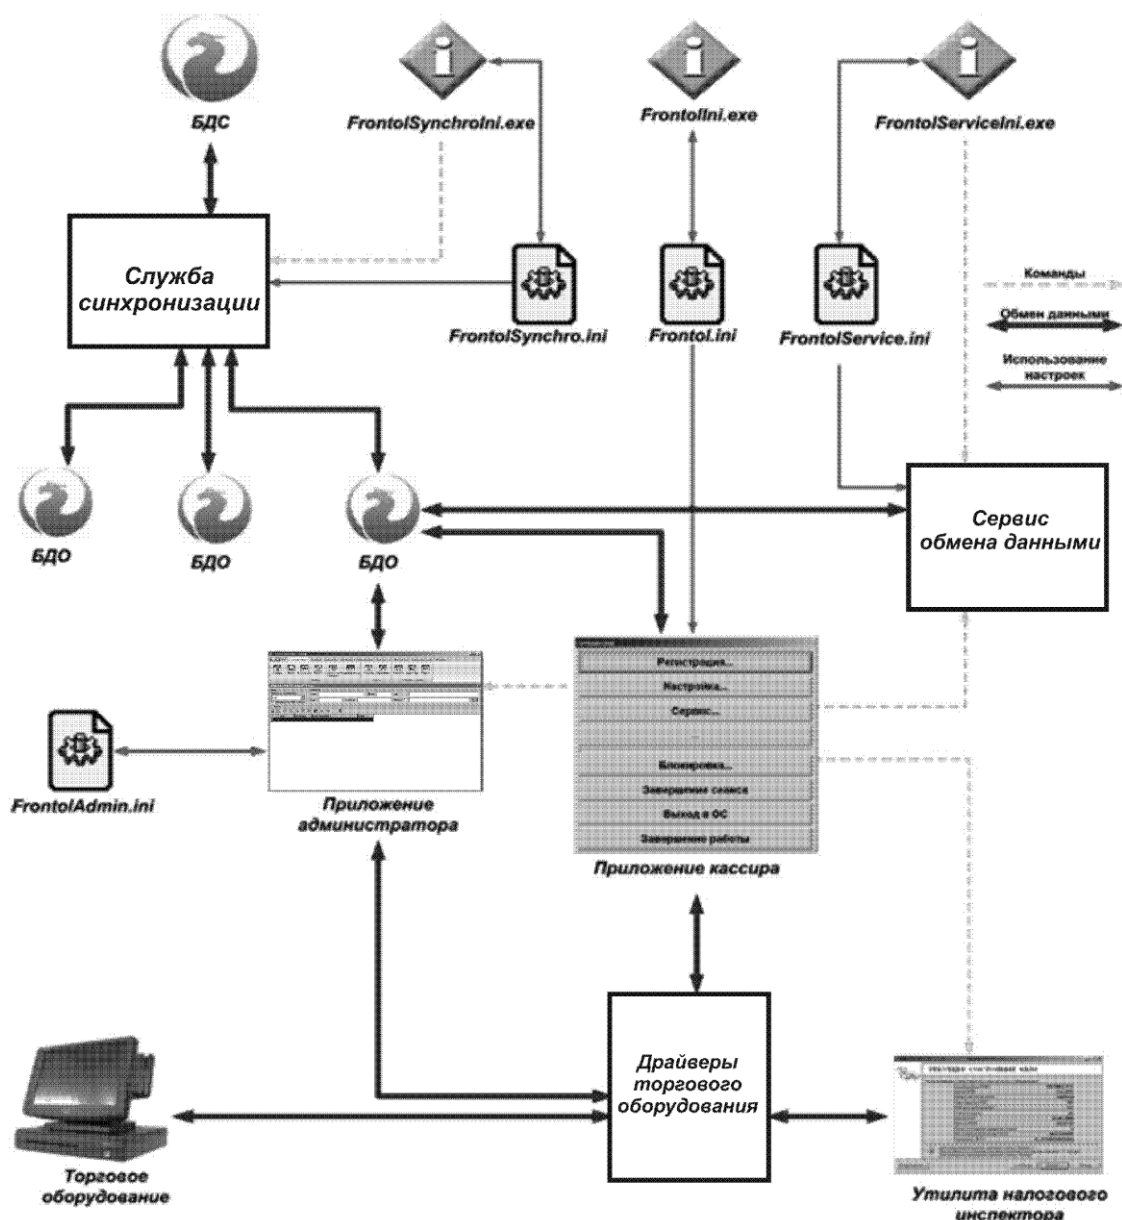 БДС
FrontolSynchroIni.exe
FrontolIni.exe
FrontolServiceIni.exe
Служба
синхронизации
FrontolSynchro.ini
Frontol.ini
FrontolService.ini
Команды
Обмен данными
Использование
настроек
БДО
БДО
БДО
Сервис
обмена данными
Регистрация...
Настройка...
Сервис...
...
Блокировка...
Завершение сеанса
Выход в ОС
Завершение работы
FrontolAdmin.ini
Приложение
администратора
Приложение кассира
Драйверы
торгового
оборудования
Торговое
оборудование
Утилита налогового
инспектора